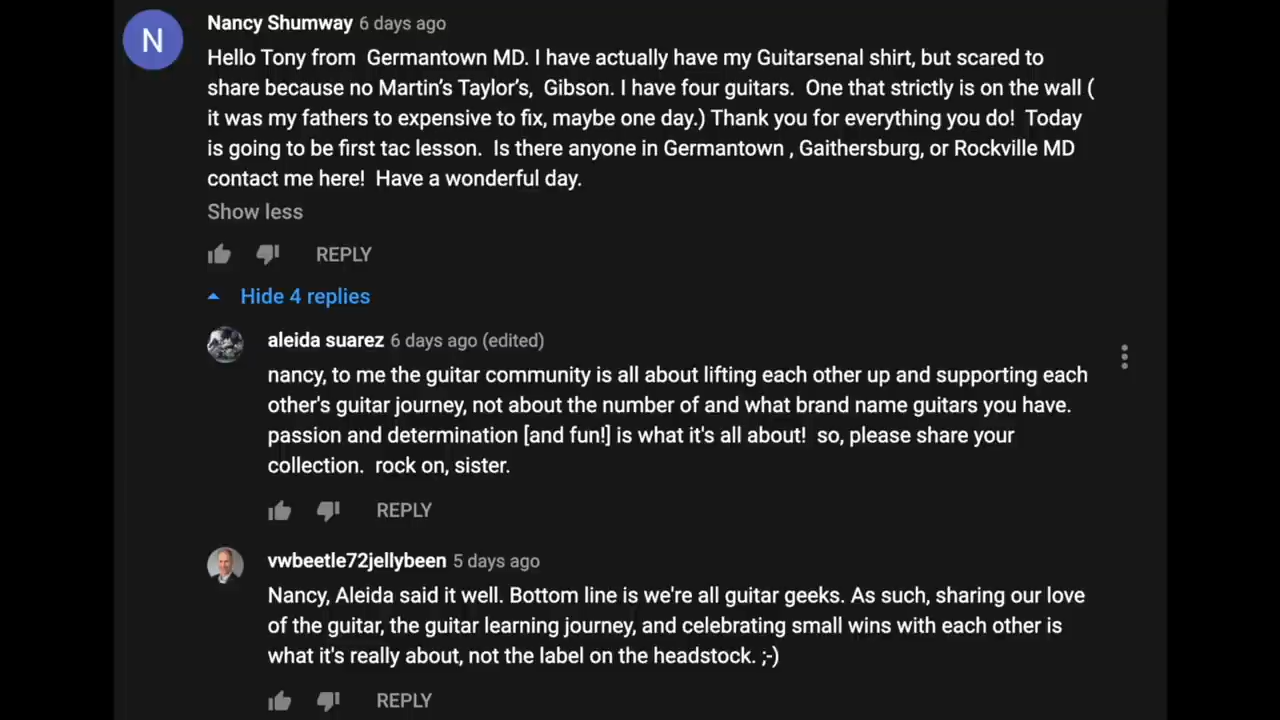 N
Nancy Shumway 6 days ago
Hello Tony from  Germantown MD. I have actually have my Guitarsenal shirt, but scared to
share because no Martin’s Taylor’s,  Gibson. I have four guitars.  One that strictly is on the wall (
it was my fathers to expensive to fix, maybe one day.) Thank you for everything you do!  Today
is going to be first tac lesson.  Is there anyone in Germantown , Gaithersburg, or Rockville MD
contact me here!  Have a wonderful day.
Show less
REPLY
Hide 4 replies
aleida suarez 6 days ago (edited)
nancy, to me the guitar community is all about lifting each other up and supporting each
other's guitar journey, not about the number of and what brand name guitars you have.
passion and determination [and fun!] is what it's all about!  so, please share your
collection.  rock on, sister.
REPLY
vwbeetle72jellybeen 5 days ago
Nancy, Aleida said it well. Bottom line is we're all guitar geeks. As such, sharing our love
of the guitar, the guitar learning journey, and celebrating small wins with each other is
what it's really about, not the label on the headstock. ;-)
REPLY